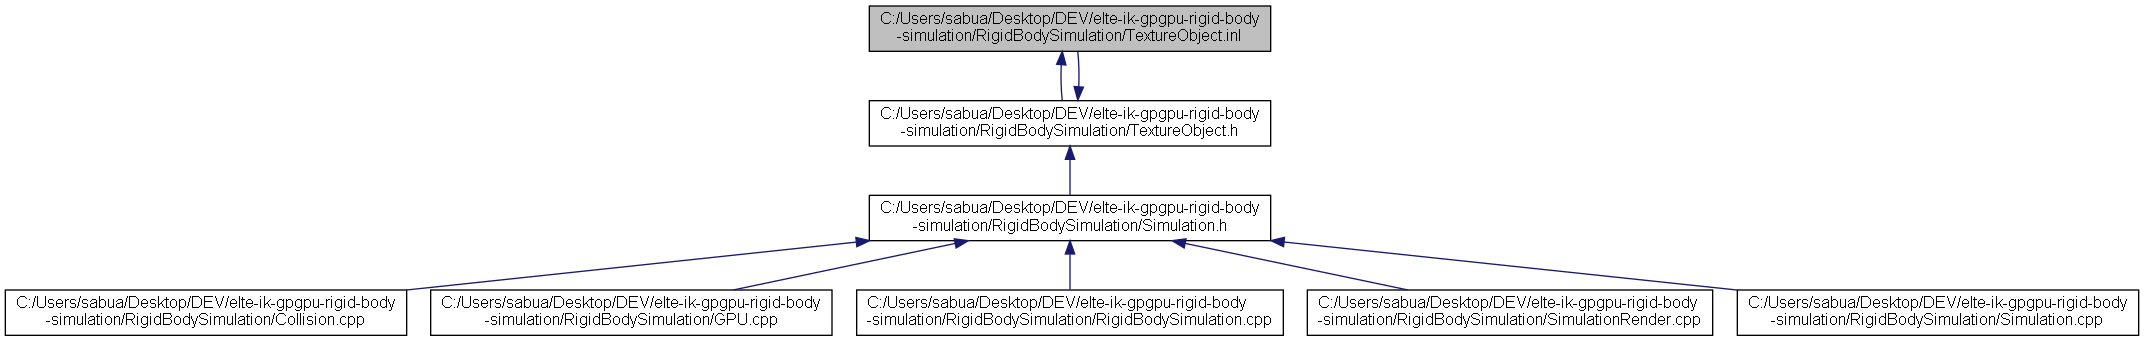 C:/Users/sabua/Desktop/DEV/elte-ik-gpgpu-rigid-body
-simulation/RigidBodySimulation/TextureObject.inl
C:/Users/sabua/Desktop/DEV/elte-ik-gpgpu-rigid-body
-simulation/RigidBodySimulation/TextureObject.h
C:/Users/sabua/Desktop/DEV/elte-ik-gpgpu-rigid-body
-simulation/RigidBodySimulation/Simulation.h
C:/Users/sabua/Desktop/DEV/elte-ik-gpgpu-rigid-body
-simulation/RigidBodySimulation/Collision.cpp
C:/Users/sabua/Desktop/DEV/elte-ik-gpgpu-rigid-body
-simulation/RigidBodySimulation/GPU.cpp
C:/Users/sabua/Desktop/DEV/elte-ik-gpgpu-rigid-body
-simulation/RigidBodySimulation/RigidBodySimulation.cpp
C:/Users/sabua/Desktop/DEV/elte-ik-gpgpu-rigid-body
-simulation/RigidBodySimulation/SimulationRender.cpp
C:/Users/sabua/Desktop/DEV/elte-ik-gpgpu-rigid-body
-simulation/RigidBodySimulation/Simulation.cpp